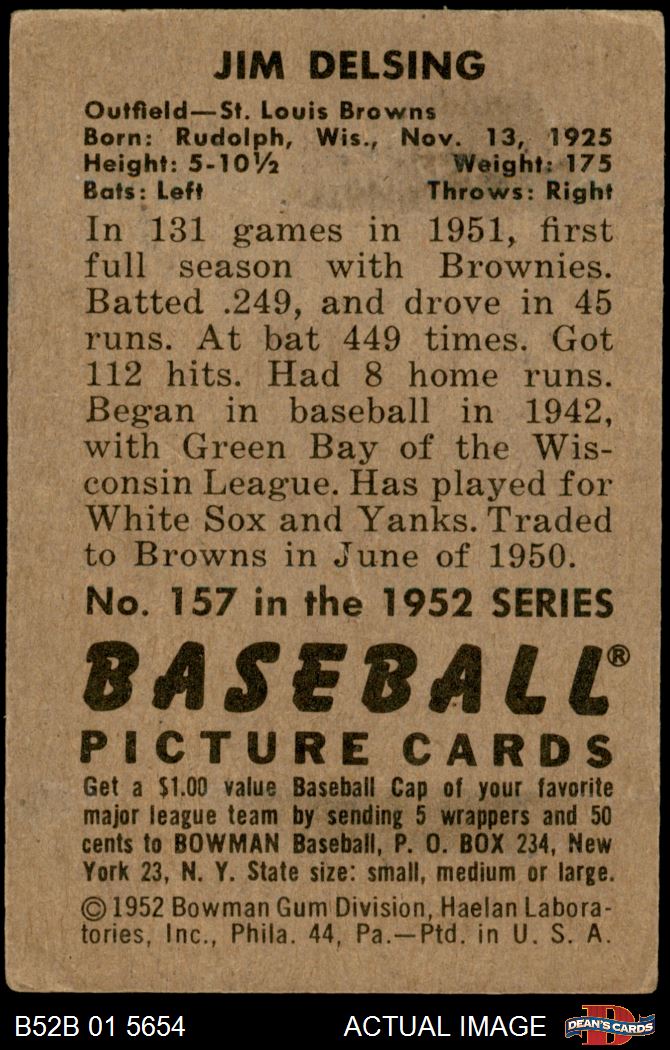 JIM DELSING
Outfield—St. Louis Browns
Born: Rudolph, Wis., Nov. 13, 1925
Height: 5-10½ Weight: 175
Bats: Left Throws: Right
In 131 games in 1951, first
full season with Brownies.
Batted .249, and drove in 45
runs. At bat 449 times. Got
112 hits. Had 8 home runs.
Began in baseball in 1942,
with Green Bay of the Wis-
consin League. Has played for
White Sox and Yanks. Traded
to Browns in June of 1950.
No. 157 in the 1952 SERIES
BASEBALL®
PICTURE CARDS
Get a $1.00 value Baseball Cap of your favorite
major league team by sending 5 wrappers and 50
cents to BOWMAN Baseball, P. O. BOX 234, New
York 23, N. Y. State size: small, medium or large.
©1952 Bowman Gum Division, Haelan Labora-
tories, Inc., Phila. 44, Pa.—Ptd. in U. S. A.
B52B 01 5654 ACTUAL IMAGE D DEAN'S CARDS